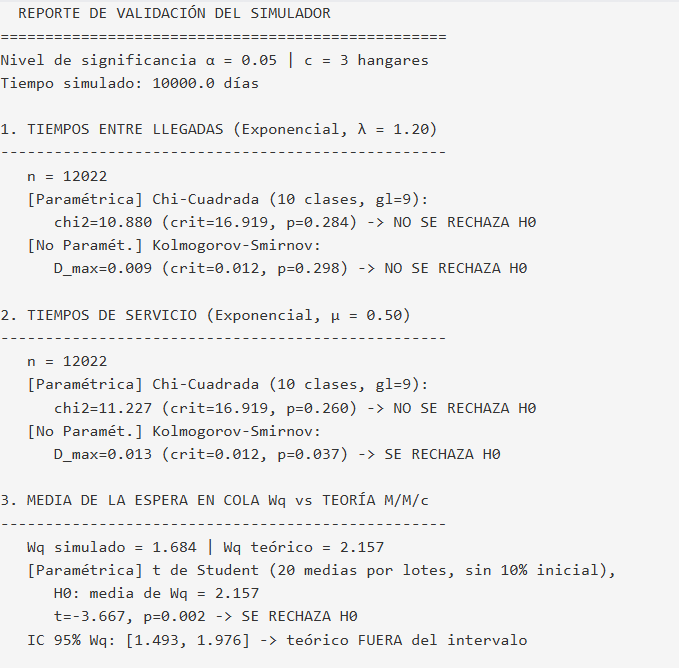 REPORTE DE VALIDACIÓN DEL SIMULADOR
==================================================
Nivel de significancia α = 0.05 | c = 3 hangares
Tiempo simulado: 10000.0 días
1. TIEMPOS ENTRE LLEGADAS (Exponencial, λ = 1.20)
--------------------------------------------------
n = 12022
[Paramétrica] Chi-Cuadrada (10 clases, gl=9):
chi2=10.880 (crit=16.919, p=0.284) -> NO SE RECHAZA H0
[No Paramét.] Kolmogorov-Smirnov:
D_max=0.009 (crit=0.012, p=0.298) -> NO SE RECHAZA H0
2. TIEMPOS DE SERVICIO (Exponencial, μ = 0.50)
--------------------------------------------------
n = 12022
[Paramétrica] Chi-Cuadrada (10 clases, gl=9):
chi2=11.227 (crit=16.919, p=0.260) -> NO SE RECHAZA H0
[No Paramét.] Kolmogorov-Smirnov:
D_max=0.013 (crit=0.012, p=0.037) -> SE RECHAZA H0
3. MEDIA DE LA ESPERA EN COLA Wq vs TEORÍA M/M/c
--------------------------------------------------
Wq simulado = 1.684 | Wq teórico = 2.157
[Paramétrica] t de Student (20 medias por lotes, sin 10% inicial),
H0: media de Wq = 2.157
t=-3.667, p=0.002 -> SE RECHAZA H0
IC 95% Wq: [1.493, 1.976] -> teórico FUERA del intervalo